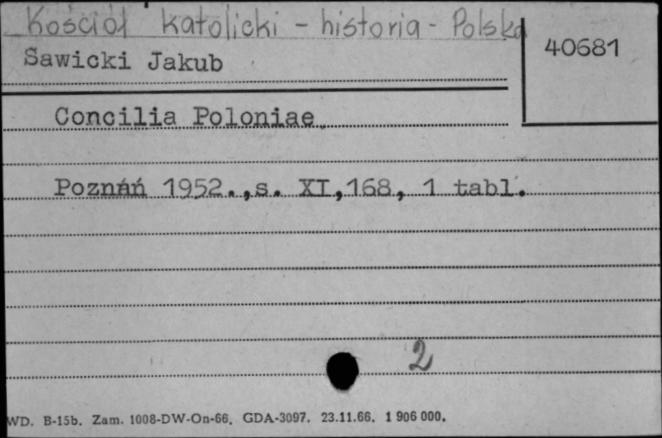 Kościół katolicki - historia - Polska
40681
Sawicki Jakub
Concilia Poloniae
Poznáń 1952.,s. XI,168, 1 tabl.
2
WD. B-15b. Zam. 1008-DW-On-66. GDA-3097. 23.11.66. 1 906 000.